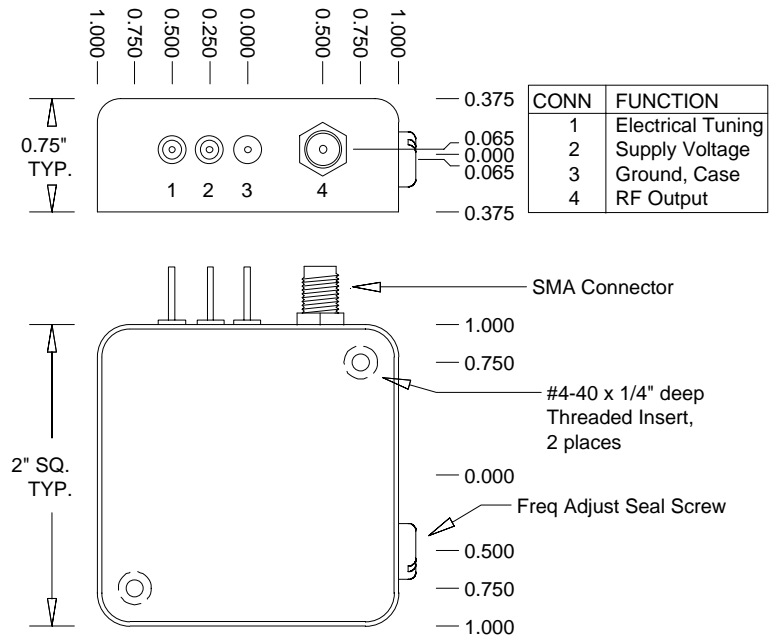 1.000
0.750
0.500
0.250
0.000
0.500
0.750
1.000
0.75"
TYP.
1
2
3
4
0.375
0.065
0.000
0.065
0.375
CONN FUNCTION
1 Electrical Tuning
2 Supply Voltage
3 Ground, Case
4 RF Output
SMA Connector
1.000
0.750
#4-40 x 1/4" deep
Threaded Insert,
2 places
2" SQ.
TYP.
0.000
Freq Adjust Seal Screw
0.500
0.750
1.000